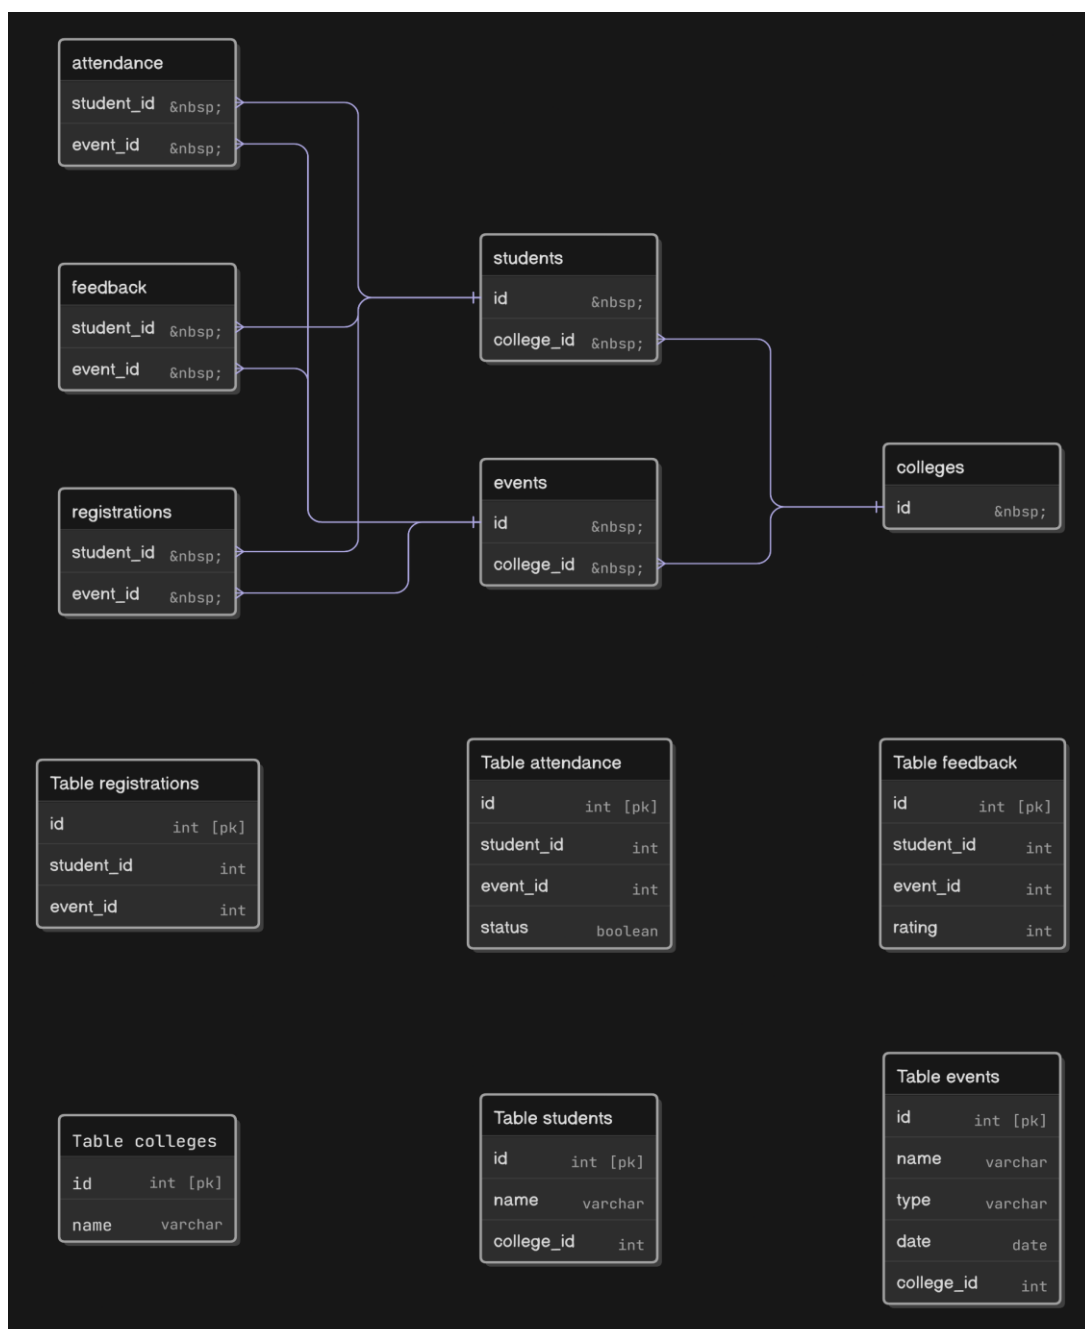 attendance
student_id &nbsp;
event_id &nbsp;
feedback
student_id &nbsp;
event_id &nbsp;
registrations
student_id &nbsp;
event_id &nbsp;
students
id &nbsp;
college_id &nbsp;
events
id &nbsp;
college_id &nbsp;
colleges
id &nbsp;
Table registrations
id int [pk]
student_id int
event_id int
Table attendance
id int [pk]
student_id int
event_id int
status boolean
Table feedback
id int [pk]
student_id int
event_id int
rating int
Table colleges
id int [pk]
name varchar
Table students
id int [pk]
name varchar
college_id int
Table events
id int [pk]
name varchar
type varchar
date date
college_id int